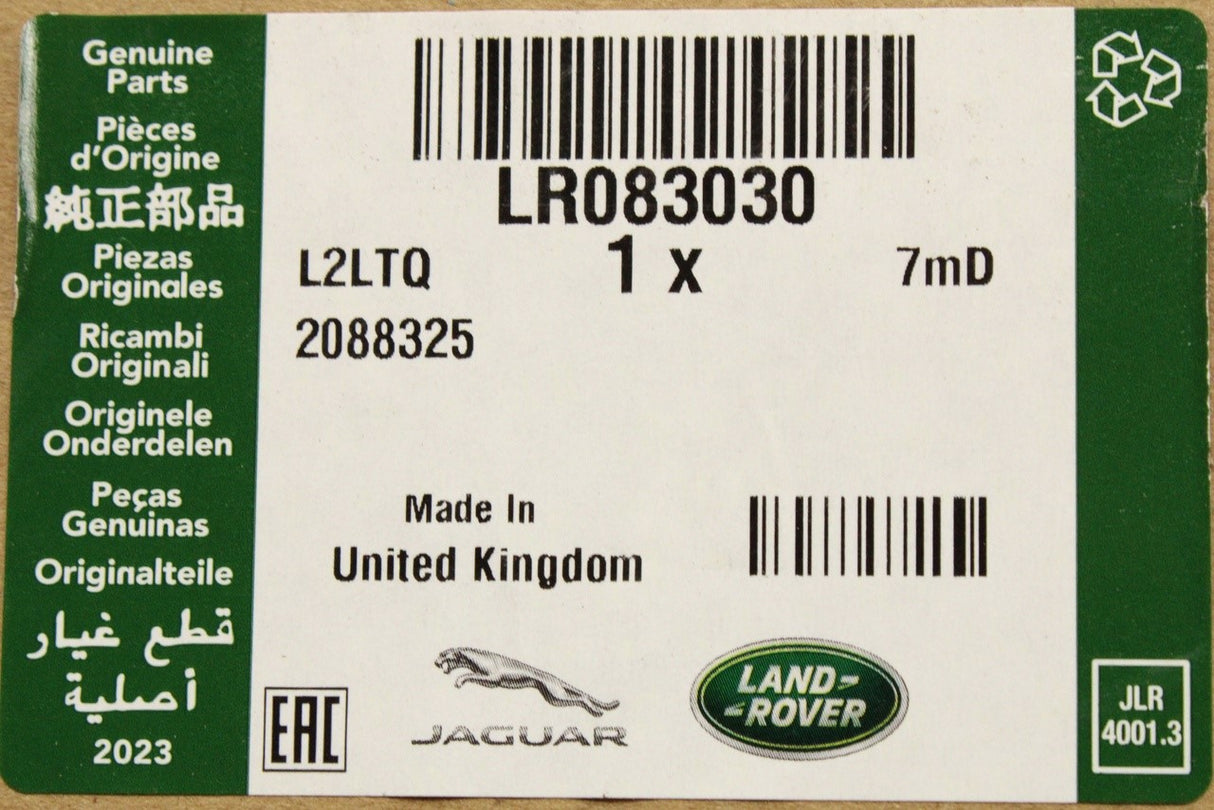 Genuine
Parts
Pièces
d'Origine
純正部品
Piezas
Originales
Ricambi
Originali
Originele
Onderdelen
Peças
Genuinas
Originalteile
قطع غيار
أصلية
2023
LR083030
L2LTQ 1 x 7mD
2088325
Made In
United Kingdom
EAC
JAGUAR
LAND-
-ROVER
JLR
4001.3